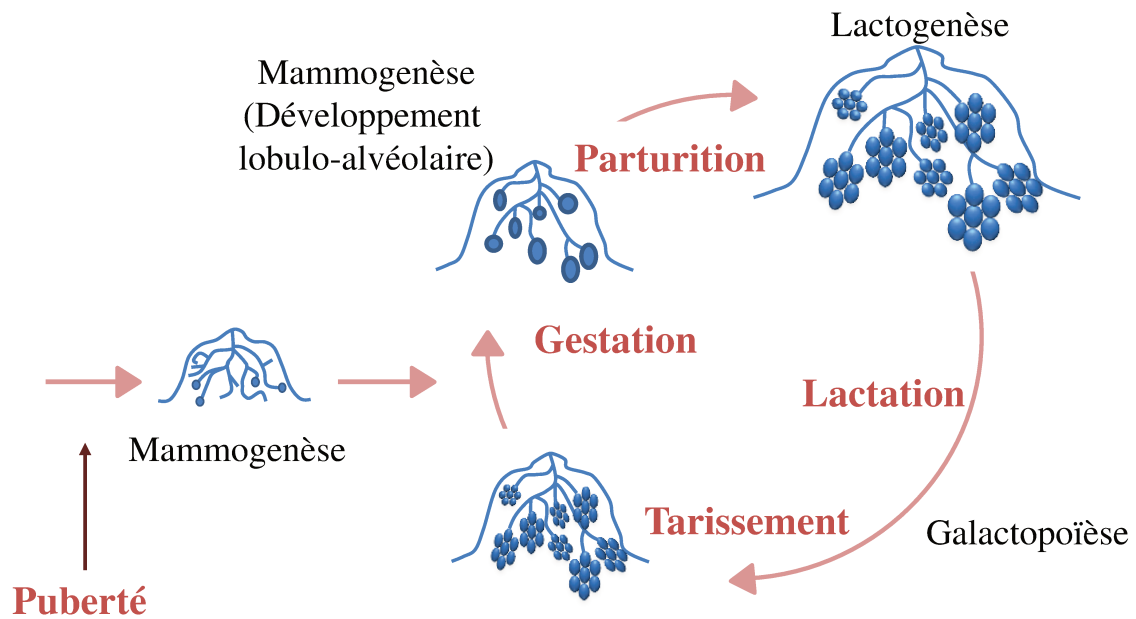 Lactogenèse
Mammogenèse
(Développement
lobulo-alvéolaire)
Parturition
Gestation
Lactation
Mammogenèse
Tarissement
Galactopoïèse
Puberté